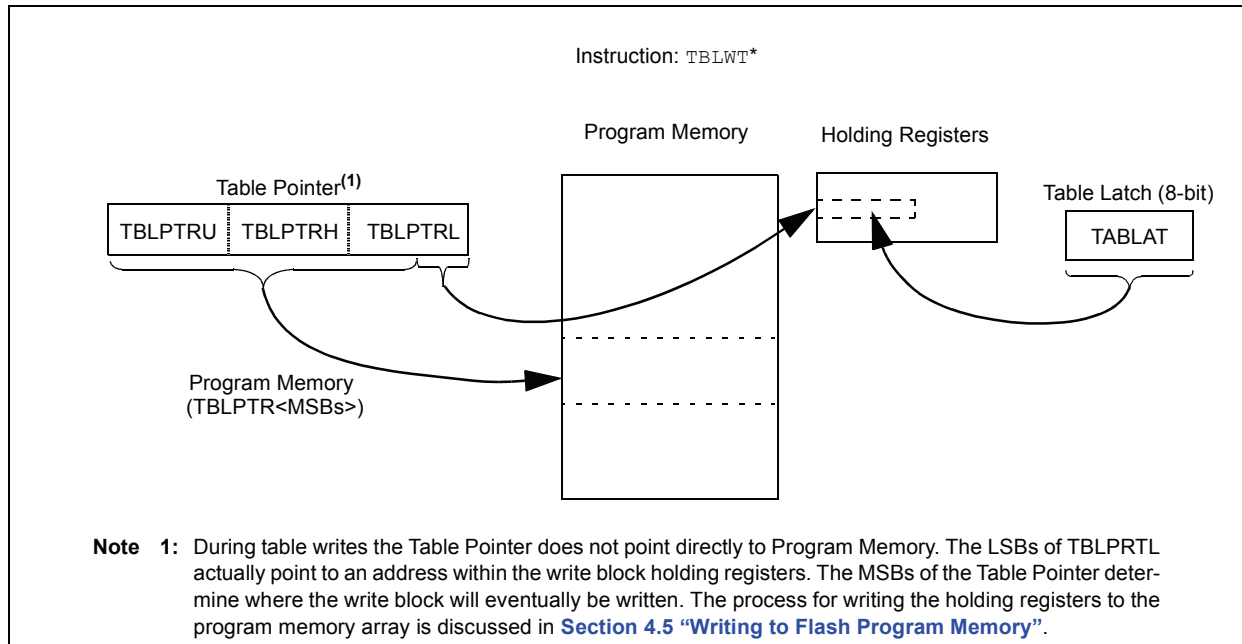 Instruction: TBLWT*
Program Memory
Holding Registers
Table Pointer(1)
Table Latch (8-bit)
TBLPTRU
TBLPTRH
TBLPTRL
TABLAT
Program Memory
(TBLPTR<MSBs>)
Note 1: During table writes the Table Pointer does not point directly to Program Memory. The LSBs of TBLPRTL
actually point to an address within the write block holding registers. The MSBs of the Table Pointer deter-
mine where the write block will eventually be written. The process for writing the holding registers to the
program memory array is discussed in Section 4.5 “Writing to Flash Program Memory”.